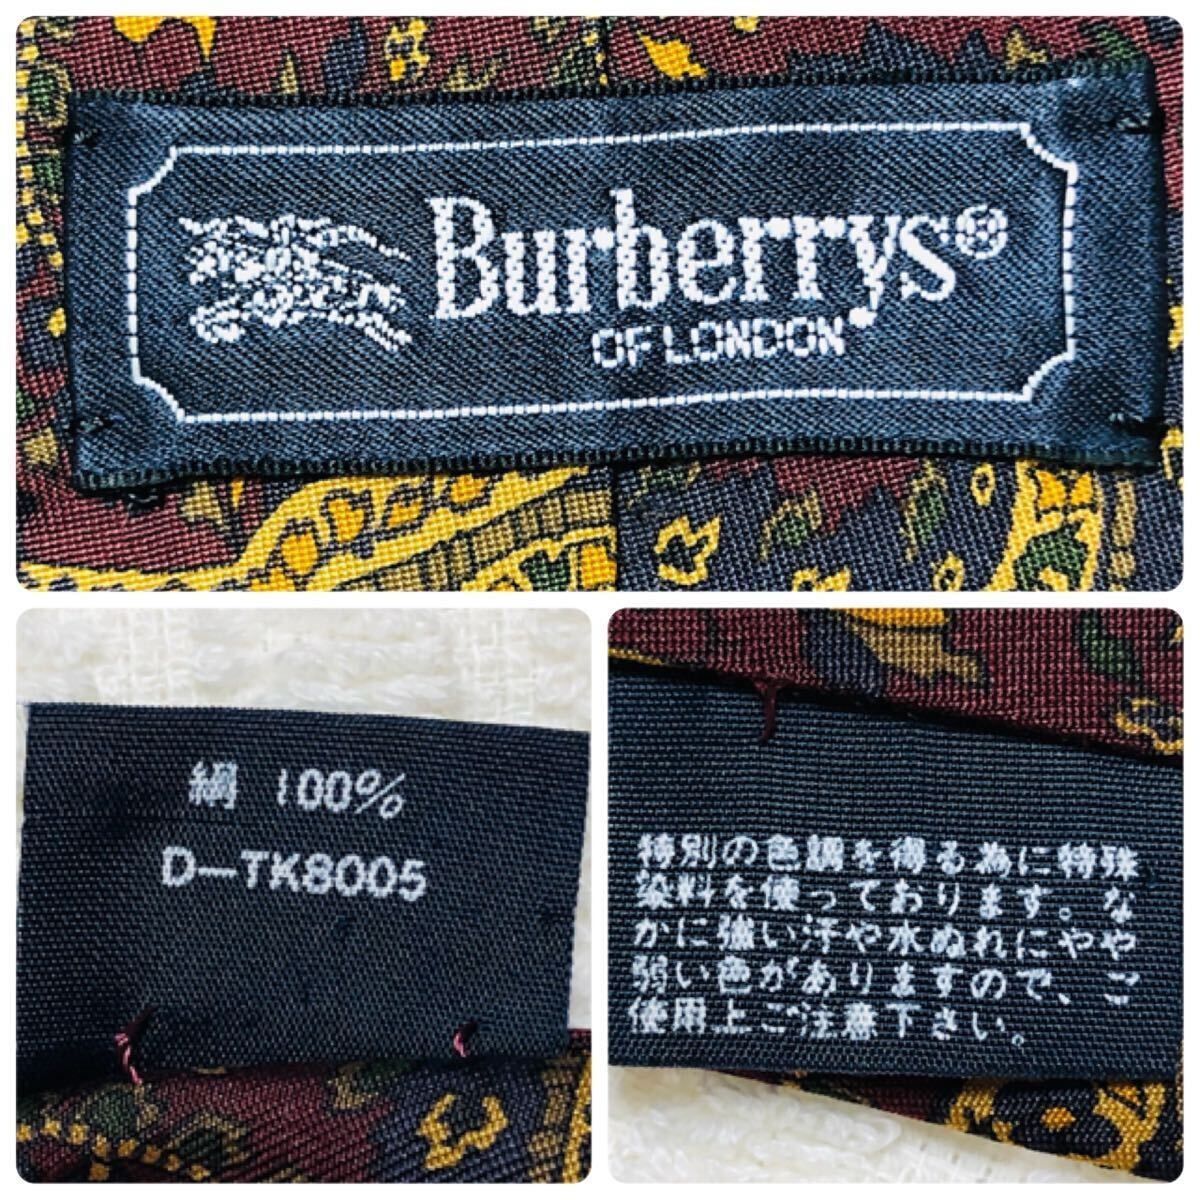 Burberrys®
OF LONDON
絹 100%
D-TK8005
特別の色調を得る為に特殊
染料を使っております。な
かに強い汗や水ぬれにやや
弱い色がありますので、ご
使用上ご注意下さい。